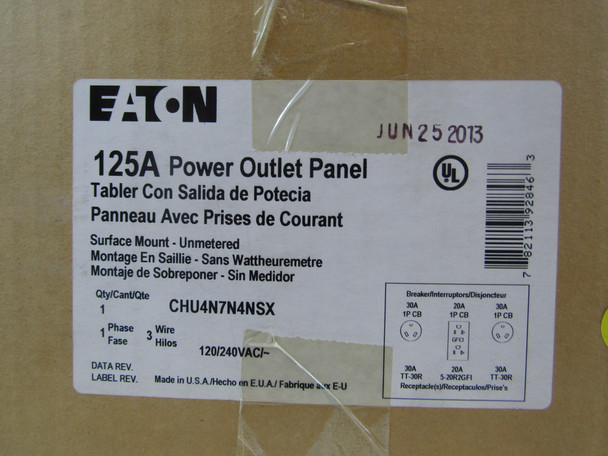 EATON
JUN 25 2013
125A Power Outlet Panel
Tabler Con Salida de Potecia
Panneau Avec Prises de Courant
UL
7 82113 92846 3
Surface Mount - Unmetered
Montage En Saillie - Sans Wattheuremetre
Montaje de Sobreponer - Sin Medidor
Qty/Cant/Qte
1
CHU4N7N4NSX
1 Phase 3 Wire
Fase Hilos
120/240VAC/~
DATA REV.
LABEL REV.
Made in U.S.A./Hecho en E.U.A./ Fabrique aux E-U
Breaker/Interruptors/Disjoncteur
30A 20A 30A
1P CB 1P CB 1P CB
GFCI
30A 20A 30A
TT-30R 5-20R2GFI TT-30R
Receptacle(s)/Receptaculos/Prise's